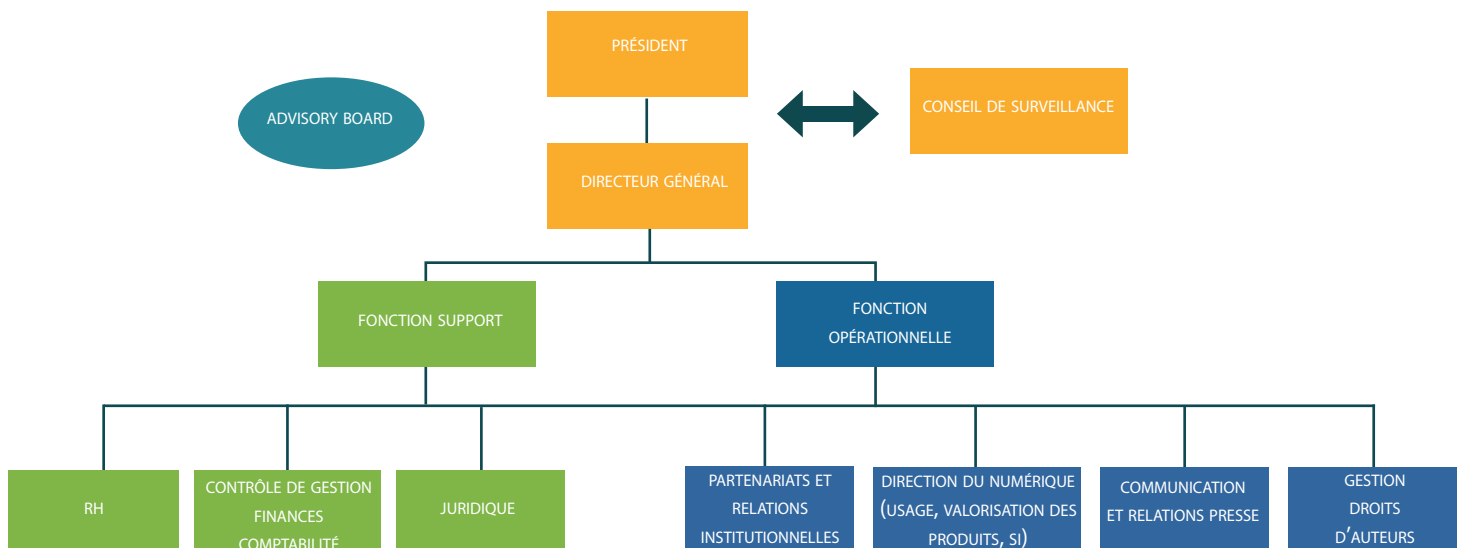 PRÉSIDENT
ADVISORY BOARD
CONSEIL DE SURVEILLANCE
DIRECTEUR GÉNÉRAL
FONCTION SUPPORT
FONCTION
OPÉRATIONNELLE
RH
CONTRÔLE DE GESTION
FINANCES
COMPTABILITÉ
JURIDIQUE
PARTENARIATS ET
RELATIONS
INSTITUTIONNELLES
DIRECTION DU NUMÉRIQUE
(USAGE, VALORISATION DES
PRODUITS, SI)
COMMUNICATION
ET RELATIONS PRESSE
GESTION
DROITS
D'AUTEURS